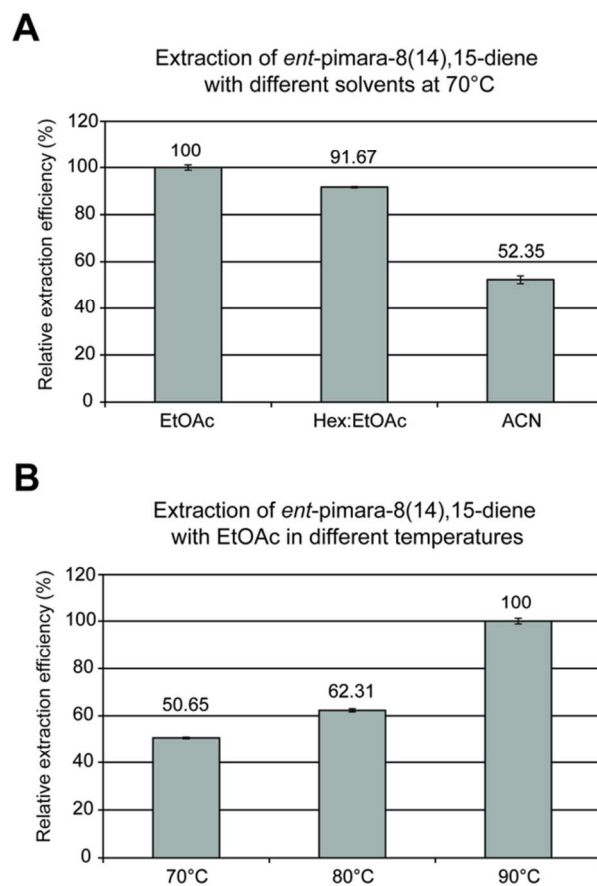 A
Extraction of ent-pimara-8(14),15-diene
with different solvents at 70°C
Relative extraction efficiency (%)
120
100
80
60
40
20
0
100
91.67
52.35
EtOAc Hex:EtOAc ACN
B
Extraction of ent-pimara-8(14),15-diene
with EtOAc in different temperatures
Relative extraction efficiency (%)
120
100
80
60
40
20
0
50.65
62.31
100
70°C 80°C 90°C